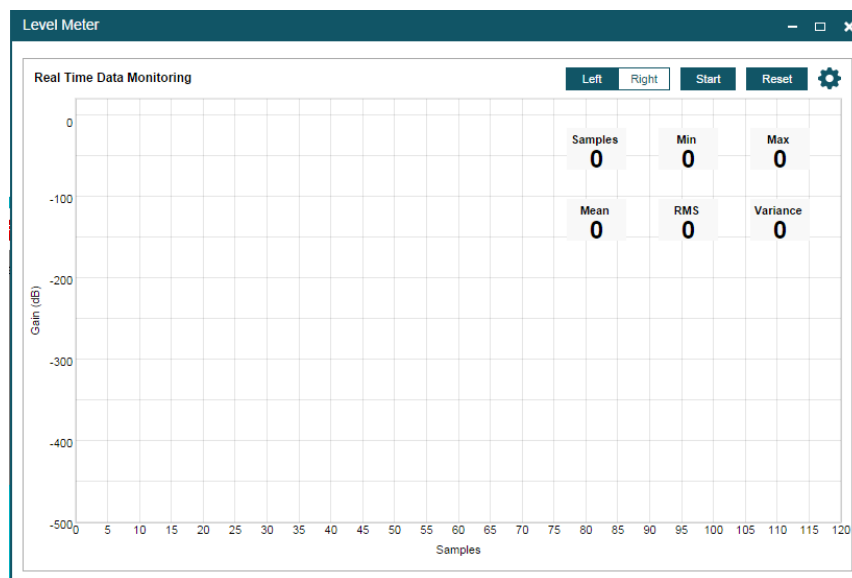 Level Meter
Real Time Data Monitoring
Left Right Start Reset
Samples Min Max
0 0 0
Mean RMS Variance
0 0 0
Gain (dB)
0
-100
-200
-300
-400
-500
0 5 10 15 20 25 30 35 40 45 50 55 60 65 70 75 80 85 90 95 100 105 110 115 120
Samples